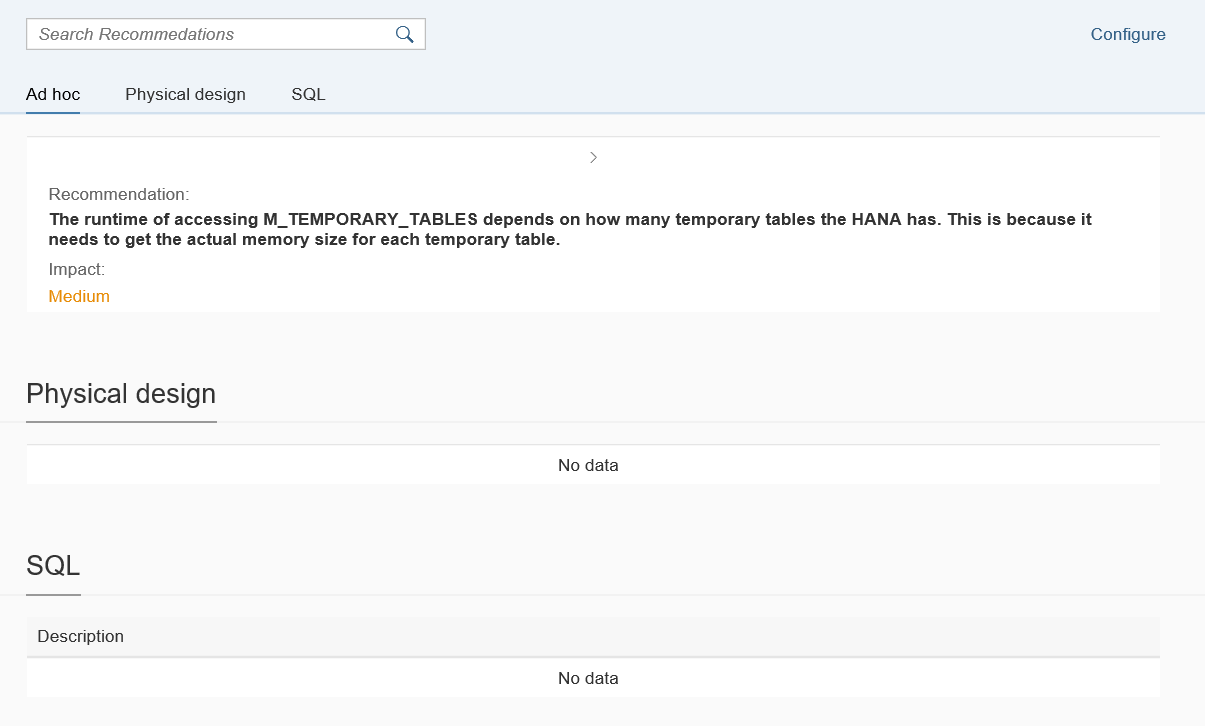 Search Recommedations
Configure
Ad hoc
Physical design
SQL
Recommendation:
The runtime of accessing M_TEMPORARY_TABLES depends on how many temporary tables the HANA has. This is because it
needs to get the actual memory size for each temporary table.
Impact:
Medium
Physical design
No data
SQL
Description
No data